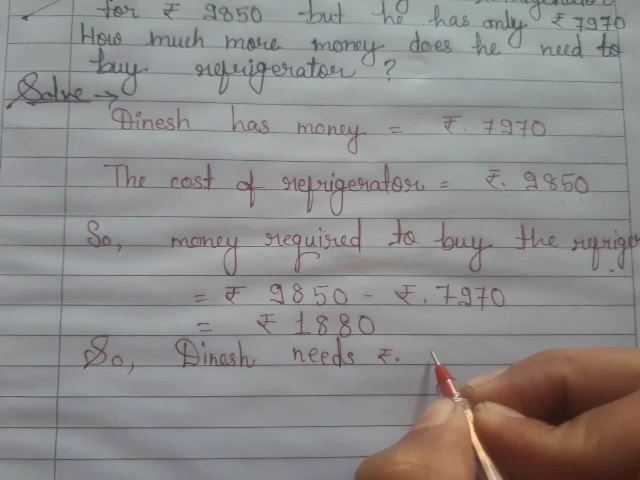 for ₹ 9850 but he has only ₹ 7970
How much more money does he need to
buy refrigerator ?
Solve →
Dinesh has money = ₹. 7970
The cost of refrigerator = ₹. 9850
So, money required to buy the refriger
= ₹ 9850 - ₹. 7970
= ₹ 1880
So, Dinesh needs ₹.